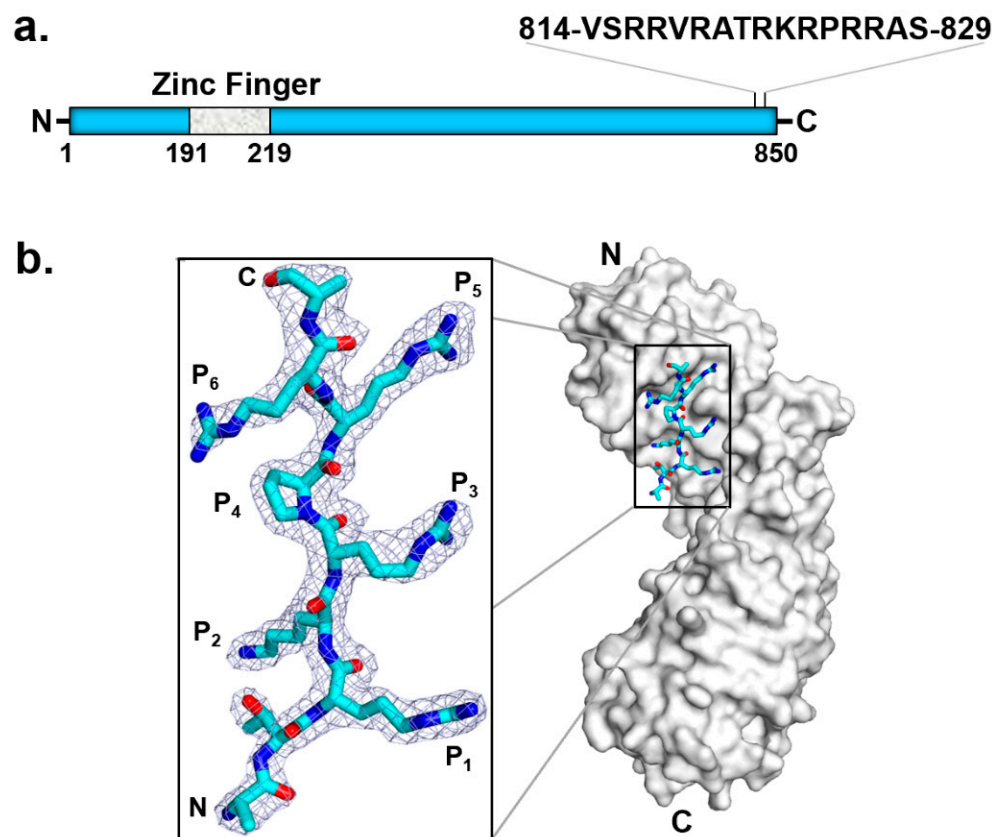 a.
814-VSRRVRATRKRPRRAS-829
Zinc Finger
N C
1 191 219 850
b.
N
C
P5
P6
P4
P3
P2
P1
N
C